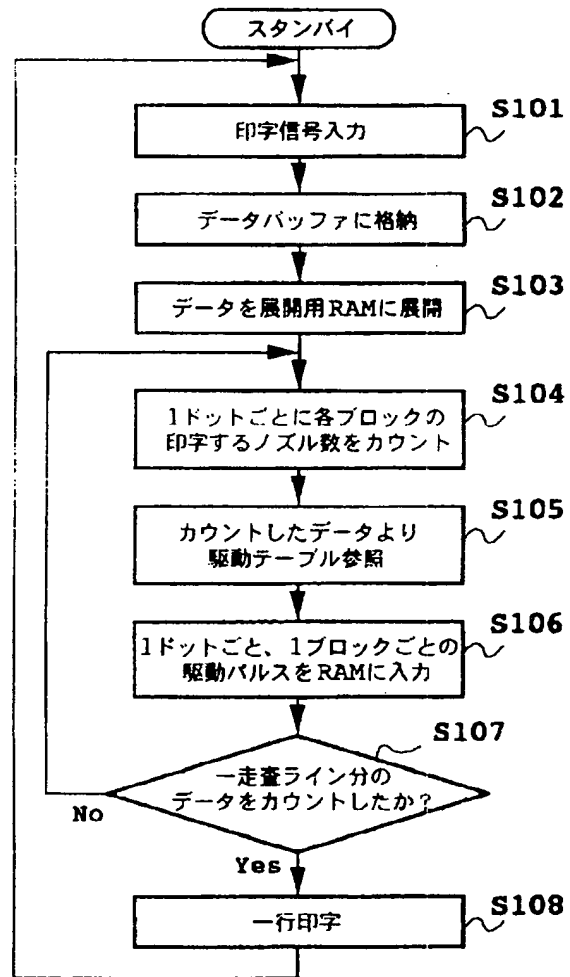 スタンバイ
S101
印字信号入力
S102
データバッファに格納
S103
データを展開用RAMに展開
S104
1ドットごとに各ブロックの
印字するノズル数をカウント
S105
カウントしたデータより
駆動テーブル参照
S106
1ドットごと、1ブロックごとの
駆動パルスをRAMに入力
S107
一走査ライン分の
データをカウントしたか？
No
Yes
S108
一行印字